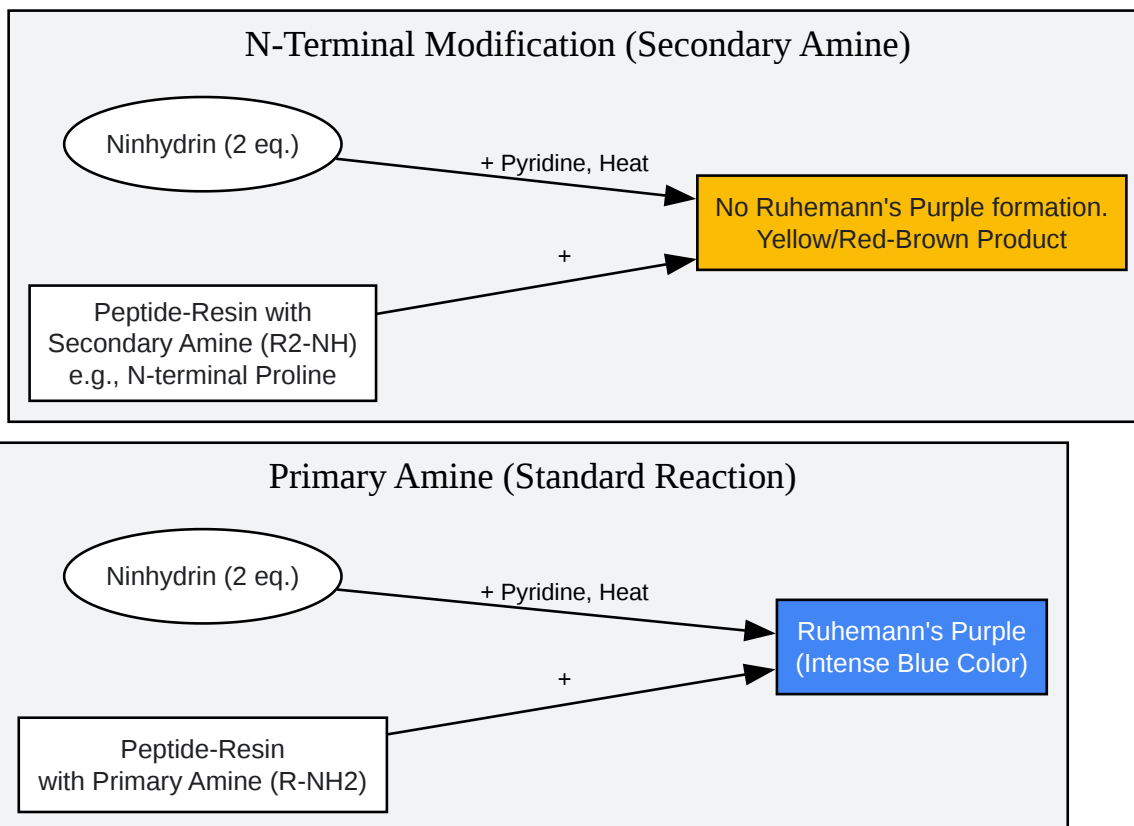 N-Terminal Modification (Secondary Amine)
Ninhydrin (2 eq.)
+ Pyridine, Heat
No Ruhemann's Purple formation.
Yellow/Red-Brown Product
+
Peptide-Resin with
Secondary Amine (R2-NH)
e.g., N-terminal Proline
Primary Amine (Standard Reaction)
Ninhydrin (2 eq.)
+ Pyridine, Heat
Ruhemann's Purple
(Intense Blue Color)
+
Peptide-Resin
with Primary Amine (R-NH2)